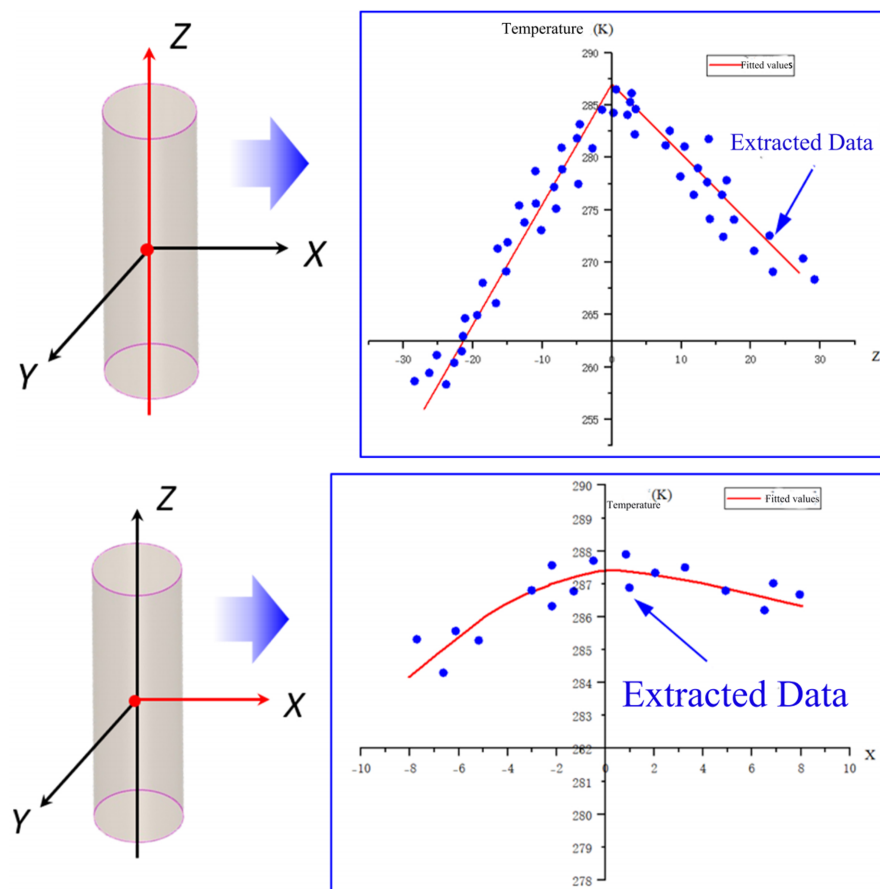 Z
X
Y
Temperature (K)
290
Fitted values
285
Extracted Data
280
275
270
265
-30 -20 -10 0 10 20 30 Z
260
255
Z
X
Y
290
(K)
Temperature
Fitted values
289
288
287
286
285
284
Extracted Data
283
282
-10 -8 -6 -4 -2 0 2 4 6 8 10 X
281
280
279
278